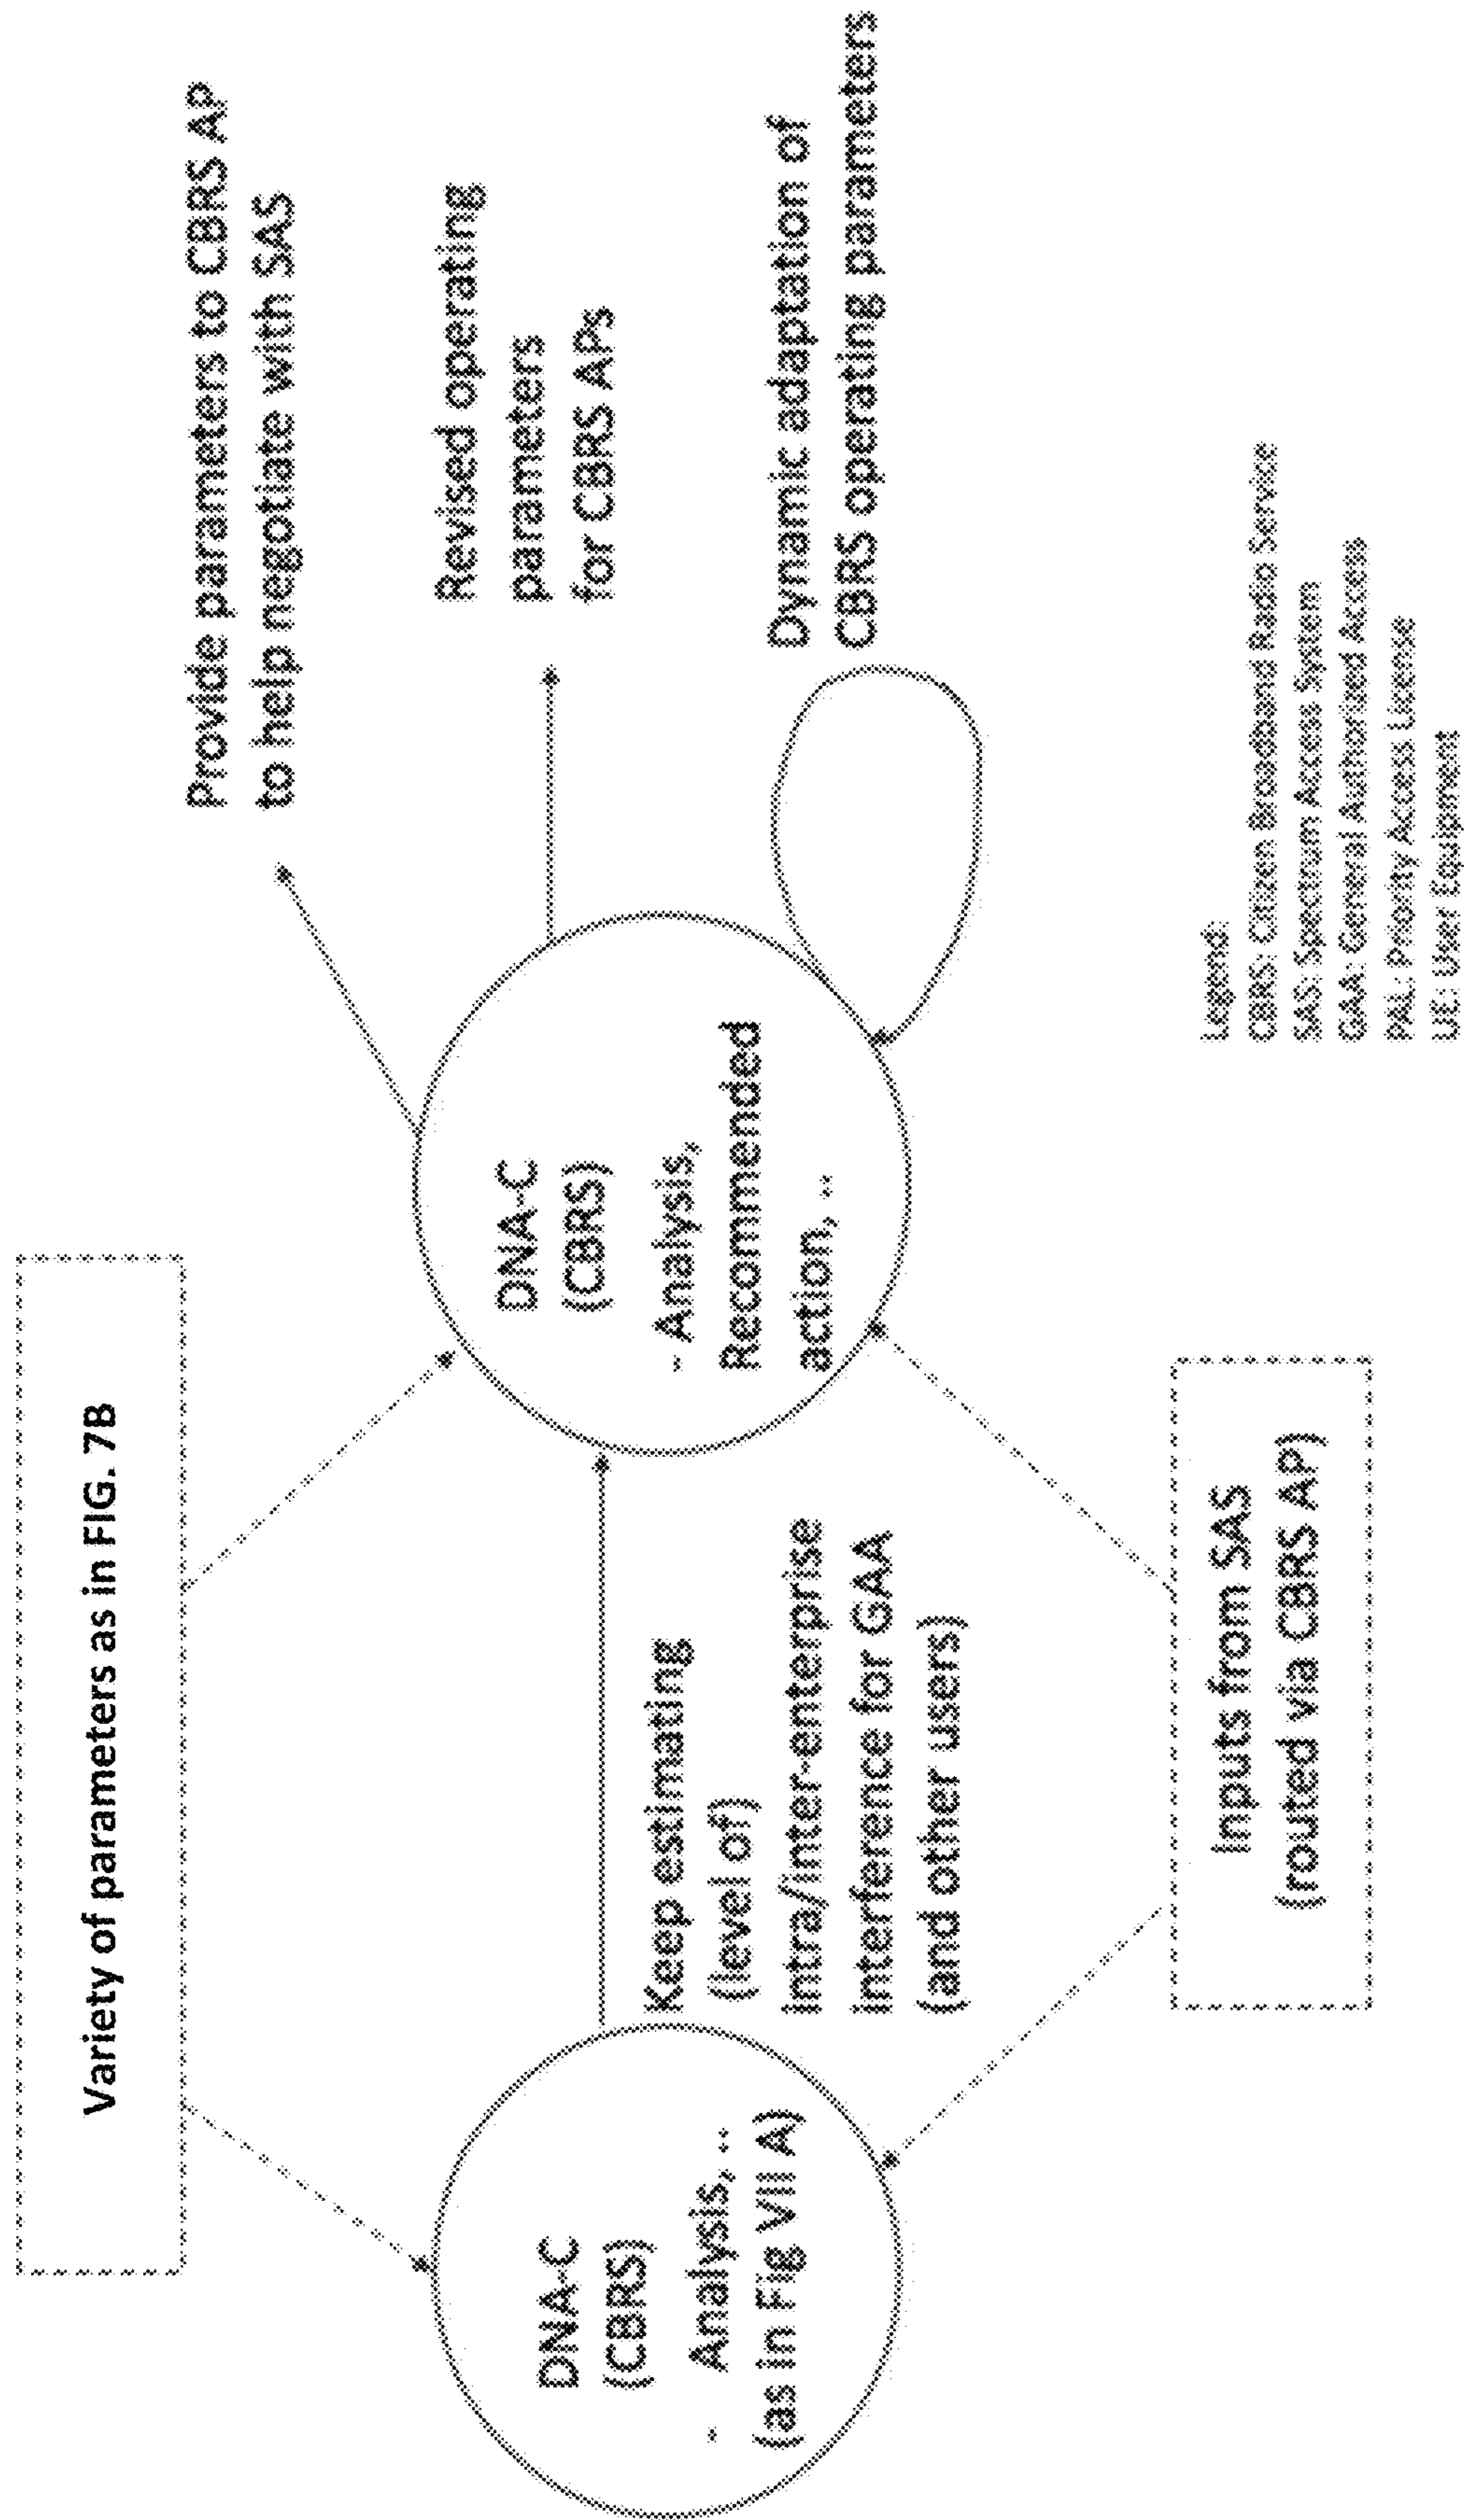 Variety of parameters as in FIG. 7B
DNA-C
(CBRS)
- Analysis, ..
(as in Fig VII A)
Keep estimating
(level of)
intra/inter-enterprise
interference for GAA
(and other users)
Inputs from SAS
(routed via CBRS AP)
DNA-C
(CBRS)
- Analysis,
Recommended
action, ..
Provide parameters to CBRS AP
to help negotiate with SAS
Revised operating
parameters
for CBRS APs
Dynamic adaptation of
CBRS operating parameters
Legend:
CBRS: Citizen Broadband Radio Service
SAS: Spectrum Access System
GAA: General Authorized Access
PAL: Priority Access License
UE: User Equipment